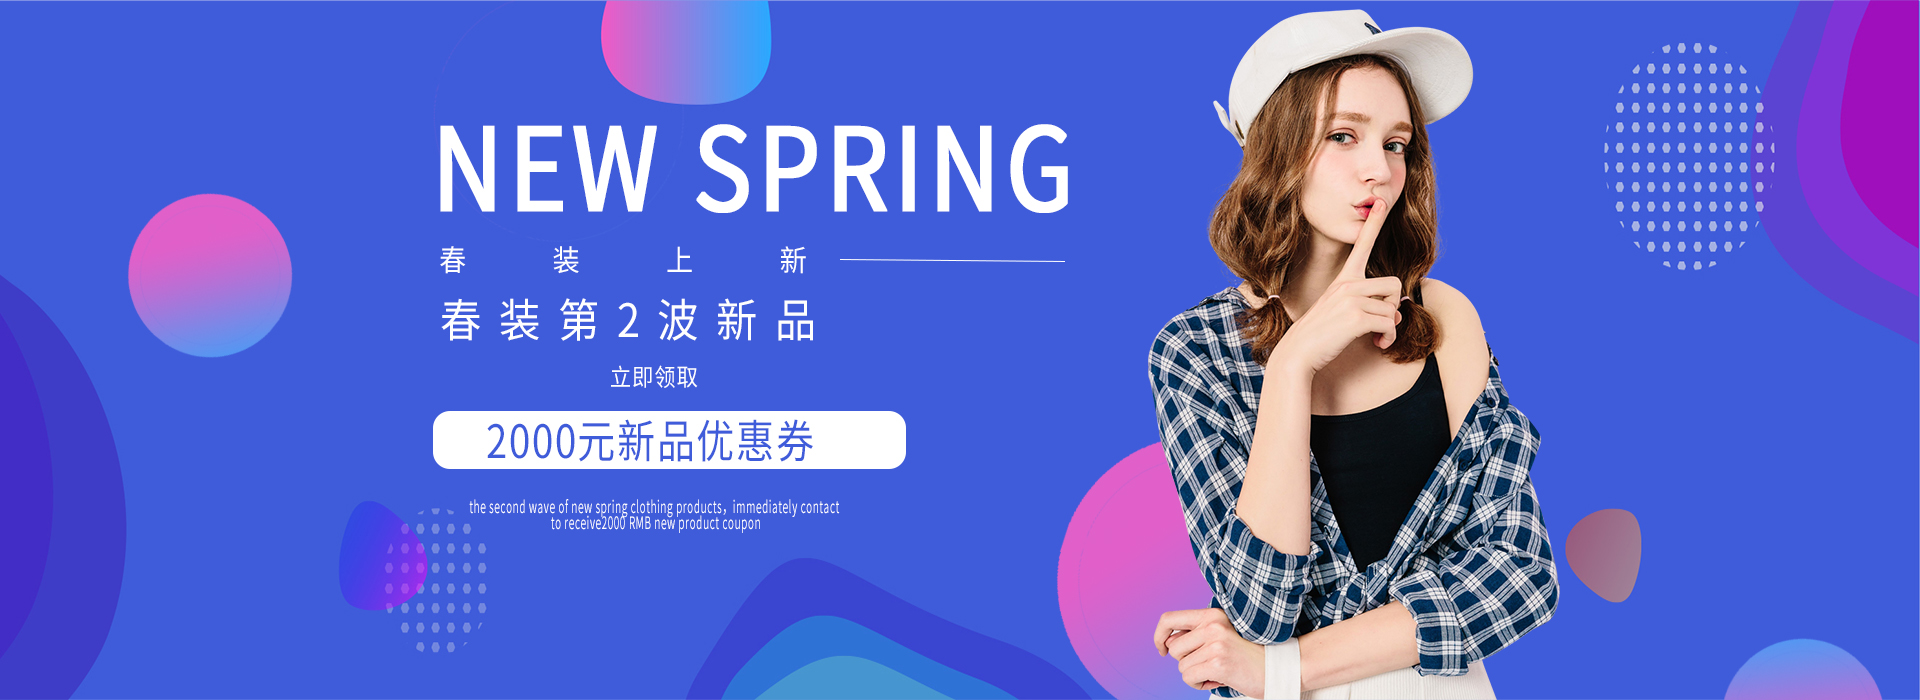 NEW SPRING
春装上新
春装第2波新品
立即领取
2000元新品优惠券
the second wave of new spring clothing products，immediately contact
to receive2000 RMB new product coupon